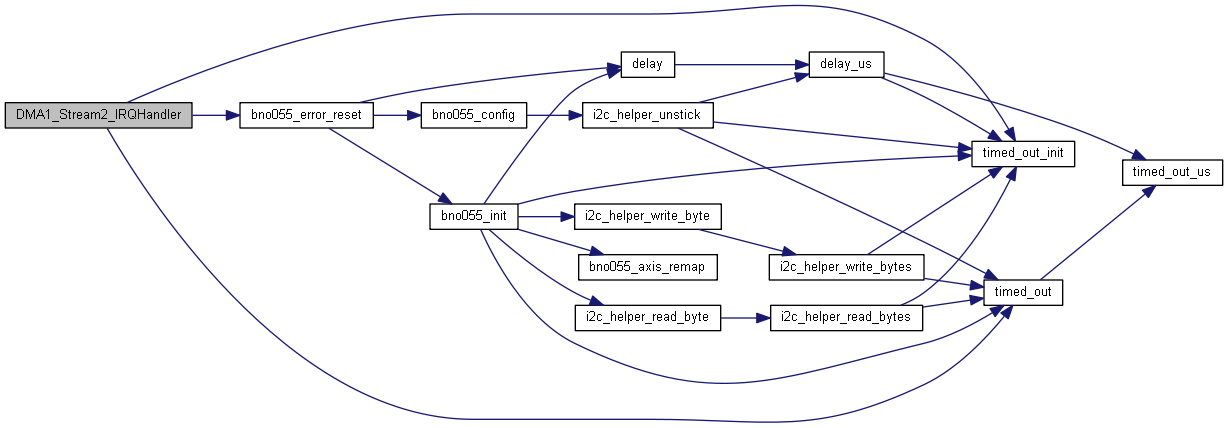 delay
delay_us
DMA1_Stream2_IRQHandler
bno055_error_reset
bno055_config
i2c_helper_unstick
timed_out_init
timed_out_us
bno055_init
i2c_helper_write_byte
bno055_axis_remap
i2c_helper_write_bytes
timed_out
i2c_helper_read_byte
i2c_helper_read_bytes